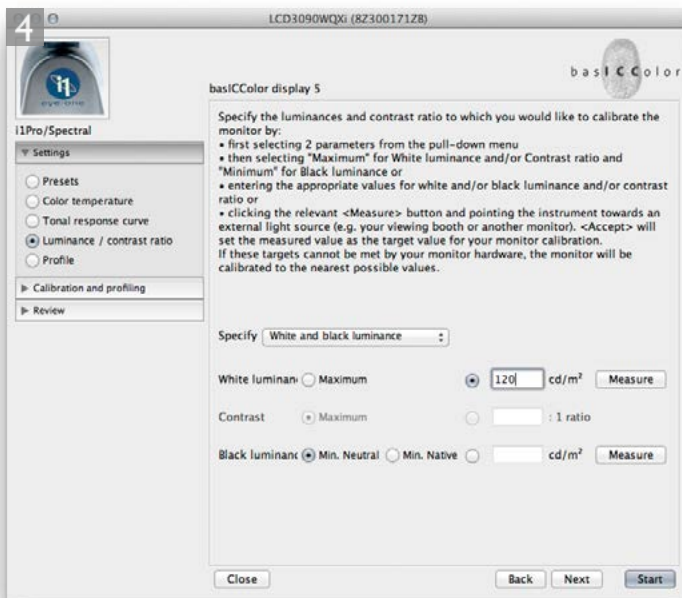 4
LCD3090WQXi (8Z300171Z8)
i1
eye-one
basICColor
basICColor display 5
i1Pro/Spectral
Settings
Presets
Color temperature
Tonal response curve
Luminance / contrast ratio
Profile
Calibration and profiling
Review
Specify the luminances and contrast ratio to which you would like to calibrate the
monitor by:
• first selecting 2 parameters from the pull-down menu
• then selecting "Maximum" for White luminance and/or Contrast ratio and
"Minimum" for Black luminance or
• entering the appropriate values for white and/or black luminance and/or contrast
ratio or
• clicking the relevant <Measure> button and pointing the instrument towards an
external light source (e.g. your viewing booth or another monitor). <Accept> will
set the measured value as the target value for your monitor calibration.
If these targets cannot be met by your monitor hardware, the monitor will be
calibrated to the nearest possible values.
Specify White and black luminance
White luminan Maximum 120 cd/m² Measure
Contrast Maximum : 1 ratio
Black luminanc Min. Neutral Min. Native cd/m² Measure
Close Back Next Start